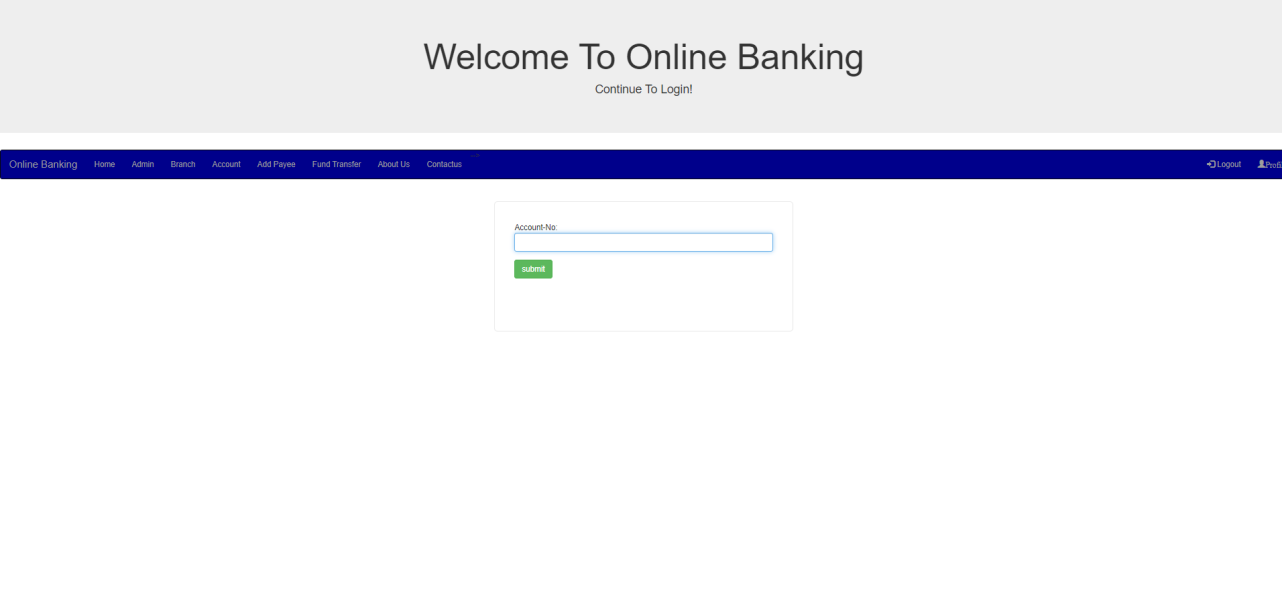 Welcome To Online Banking
Continue To Login!
Online Banking Home Admin Branch Account Add Payee Fund Transfer About Us Contactus Logout Profi
Account-No:
submit